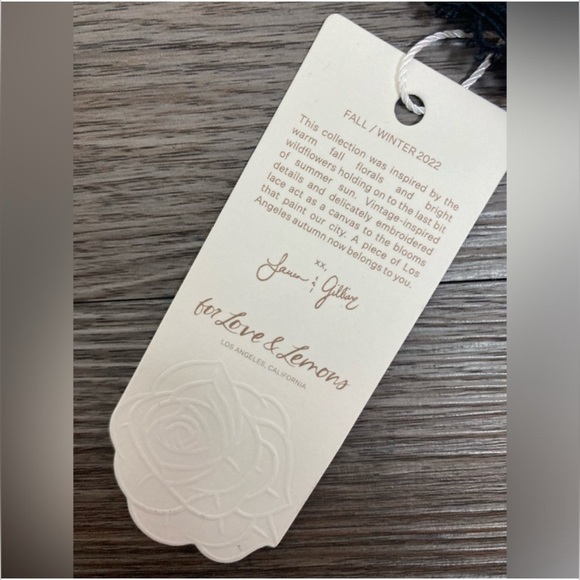 FALL / WINTER 2022
This collection was inspired by the
warm fall florals and bright
wildflowers holding on to the last bit
of summer sun. Vintage-inspired
details and delicately embroidered
lace act as a canvas to the blooms
that paint our city. A piece of Los
Angeles autumn now belongs to you.
xx,
Lauren & Gillian
for Love & Lemons
LOS ANGELES, CALIFORNIA